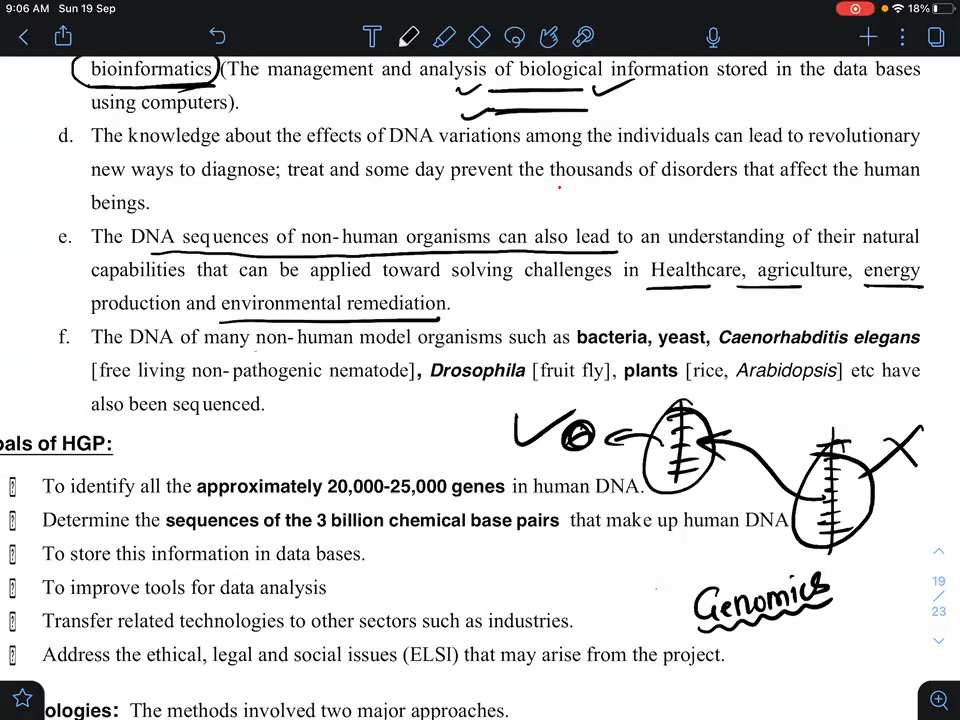 9:06 AM Sun 19 Sep
18%
bioinformatics (The management and analysis of biological information stored in the data bases
using computers).
d. The knowledge about the effects of DNA variations among the individuals can lead to revolutionary
new ways to diagnose; treat and some day prevent the thousands of disorders that affect the human
beings.
e. The DNA sequences of non-human organisms can also lead to an understanding of their natural
capabilities that can be applied toward solving challenges in Healthcare, agriculture, energy
production and environmental remediation.
f. The DNA of many non-human model organisms such as bacteria, yeast, Caenorhabditis elegans
[free living non-pathogenic nematode], Drosophila [fruit fly], plants [rice, Arabidopsis] etc have
also been sequenced.
oals of HGP:
To identify all the approximately 20,000-25,000 genes in human DNA.
Determine the sequences of the 3 billion chemical base pairs that make up human DNA
To store this information in data bases.
19
/
23
To improve tools for data analysis
Genomics
Transfer related technologies to other sectors such as industries.
Address the ethical, legal and social issues (ELSI) that may arise from the project.
ologies: The methods involved two major approaches.